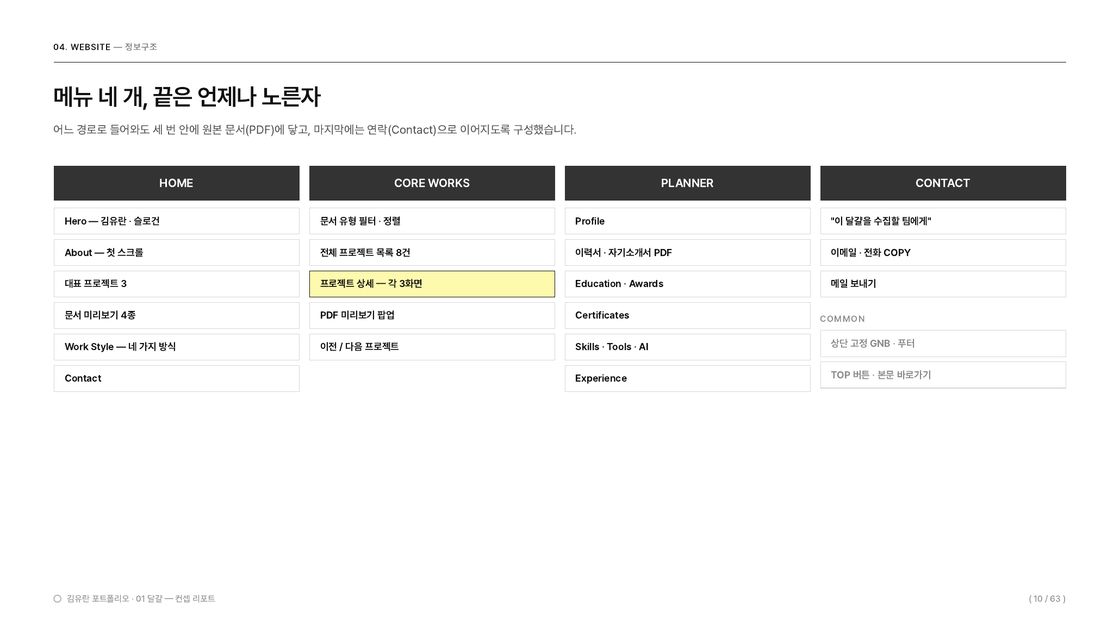 04. WEBSITE — 정보구조
메뉴 네 개, 끝은 언제나 노른자
어느 경로로 들어와도 세 번 안에 원본 문서(PDF)에 닿고, 마지막에는 연락(Contact)으로 이어지도록 구성했습니다.
HOME
Hero — 김유란 · 슬로건
About — 첫 스크롤
대표 프로젝트 3
문서 미리보기 4종
Work Style — 네 가지 방식
Contact
CORE WORKS
문서 유형 필터 · 정렬
전체 프로젝트 목록 8건
프로젝트 상세 — 각 3화면
PDF 미리보기 팝업
이전 / 다음 프로젝트
PLANNER
Profile
이력서 · 자기소개서 PDF
Education · Awards
Certificates
Skills · Tools · AI
Experience
CONTACT
"이 달걀을 수집할 팀에게"
이메일 · 전화 COPY
메일 보내기
COMMON
상단 고정 GNB · 푸터
TOP 버튼 · 본문 바로가기
김유란 포트폴리오 · 01 달걀 — 컨셉 리포트
( 10 / 63 )